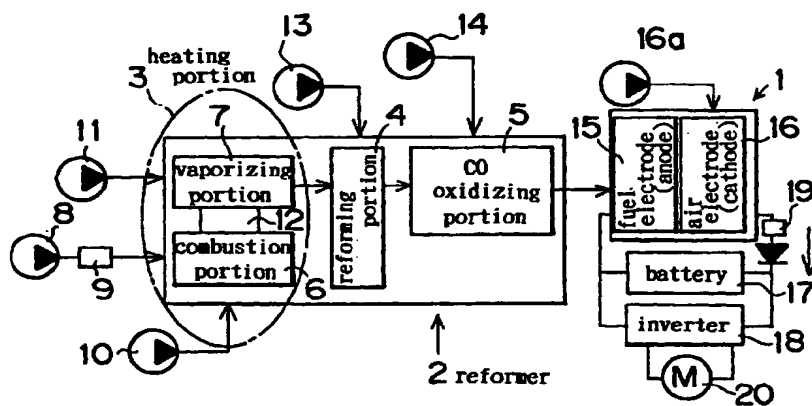 13
14
16a
heating
portion
3
1
7
4
5
15
16
11
vaporizing
portion
reforming
portion
CO
oxidizing
portion
fuel
electrode
(anode)
air
electrode
(cathode)
19
8
12
combustion
portion
9
6
battery
17
inverter
18
10
2 reformer
M
20